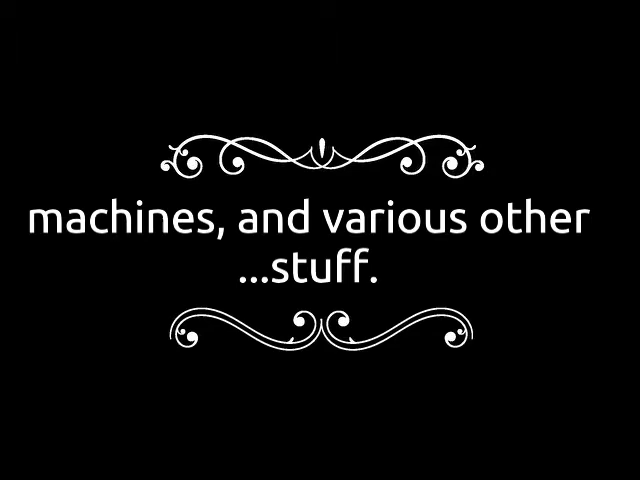 machines, and various other
...stuff.